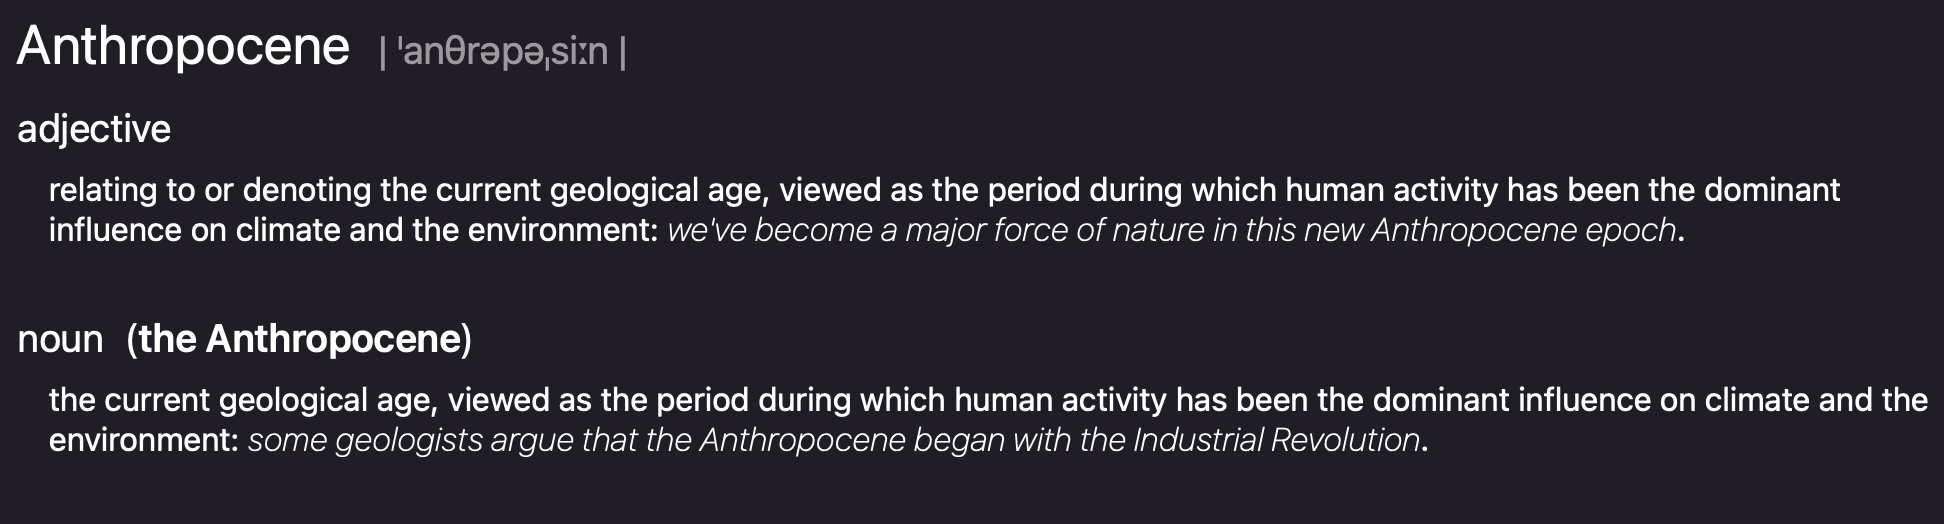 Anthropocene | ˈanθrəpəˌsiːn |
adjective
relating to or denoting the current geological age, viewed as the period during which human activity has been the dominant
influence on climate and the environment: we've become a major force of nature in this new Anthropocene epoch.
noun (the Anthropocene)
the current geological age, viewed as the period during which human activity has been the dominant influence on climate and the
environment: some geologists argue that the Anthropocene began with the Industrial Revolution.